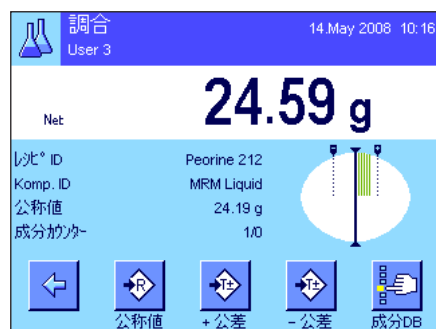 調合
14.May 2008 10:16
User 3
Net 24.59 g
ﾚｼﾋﾟ ID Peorine 212
Komp. ID MRM Liquid
公称値 24.19 g
成分ｶｳﾝﾀｰ 1/0
R T± T±
公称値 + 公差 - 公差 成分DB